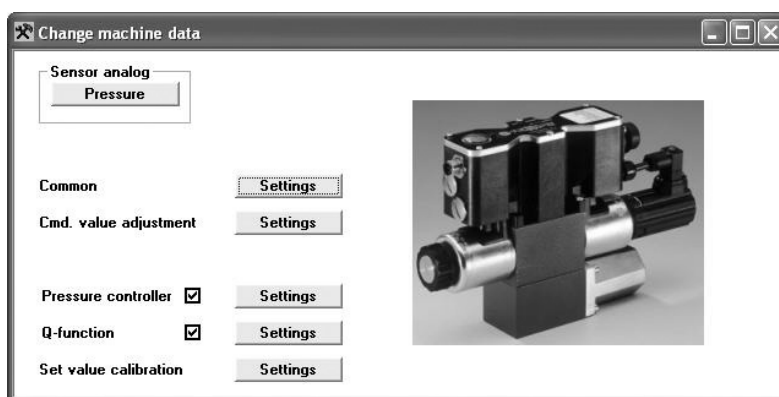 Change machine data
Sensor analog
Pressure
Common Settings
Cmd. value adjustment Settings
Pressure controller Settings
Q-function Settings
Set value calibration Settings